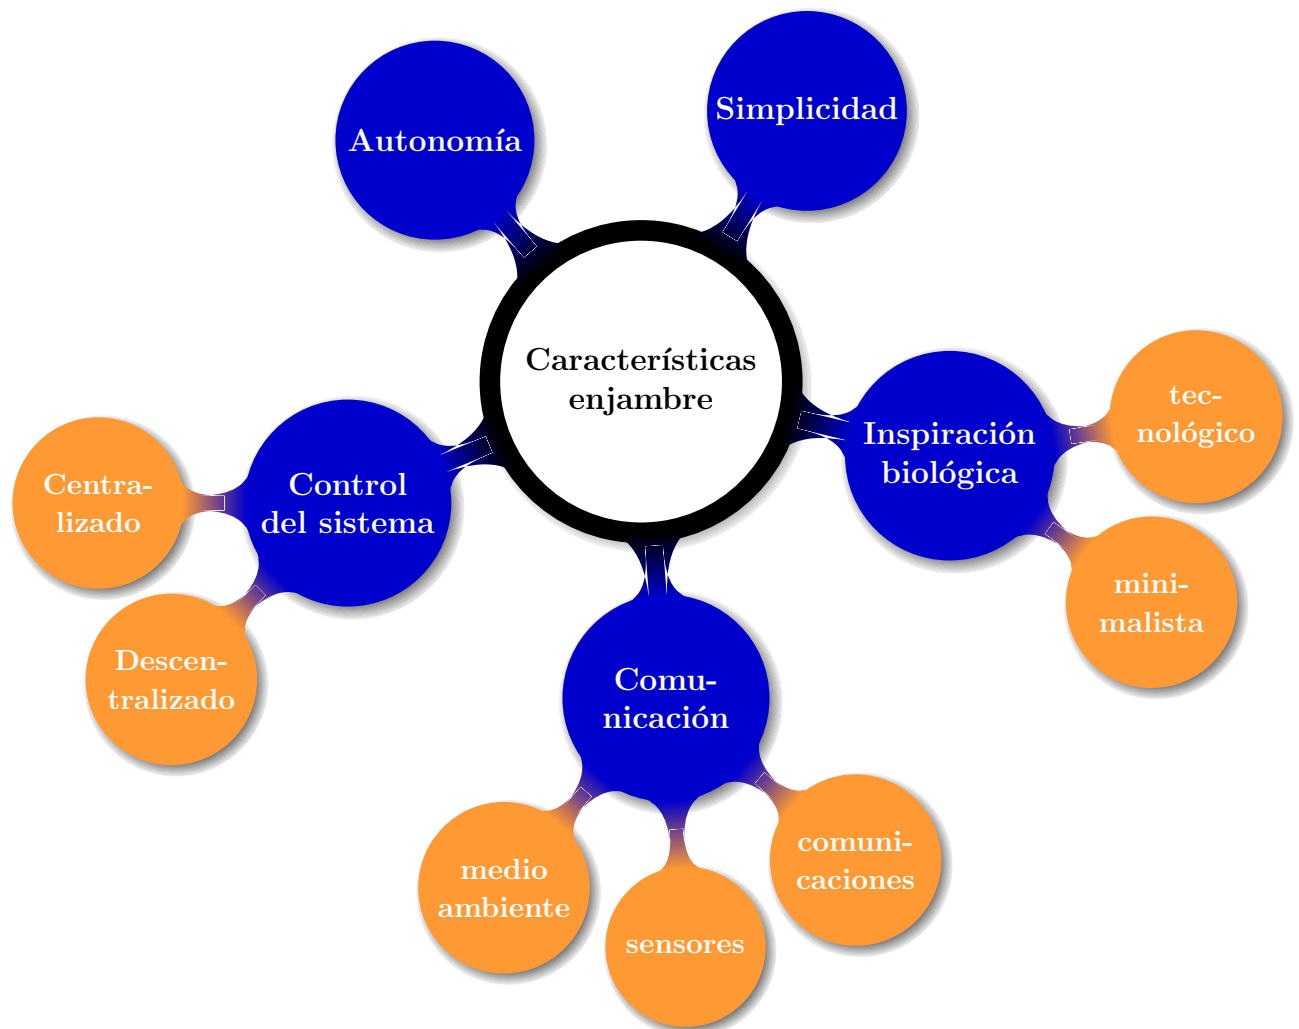 Simplicidad
Autonomía
Características
enjambre
tec-
nológico
Inspiración
biológica
Control
del sistema
Centra-
lizado
mini-
malista
Descen-
tralizado
Comu-
nicación
comuni-
caciones
medio
ambiente
sensores